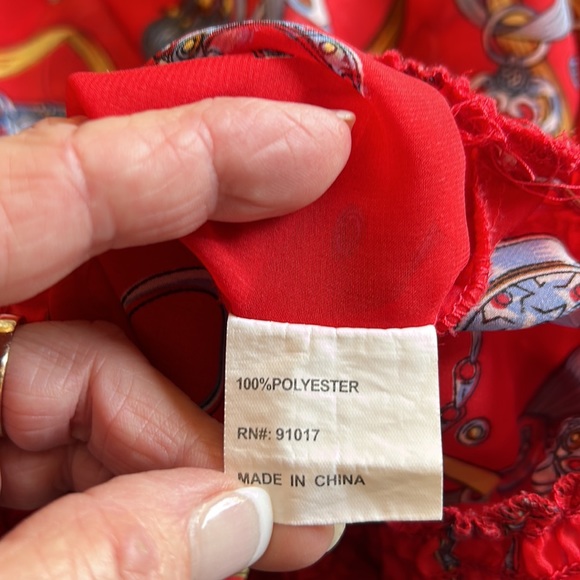 100%POLYESTER
RN#: 91017
MADE IN CHINA